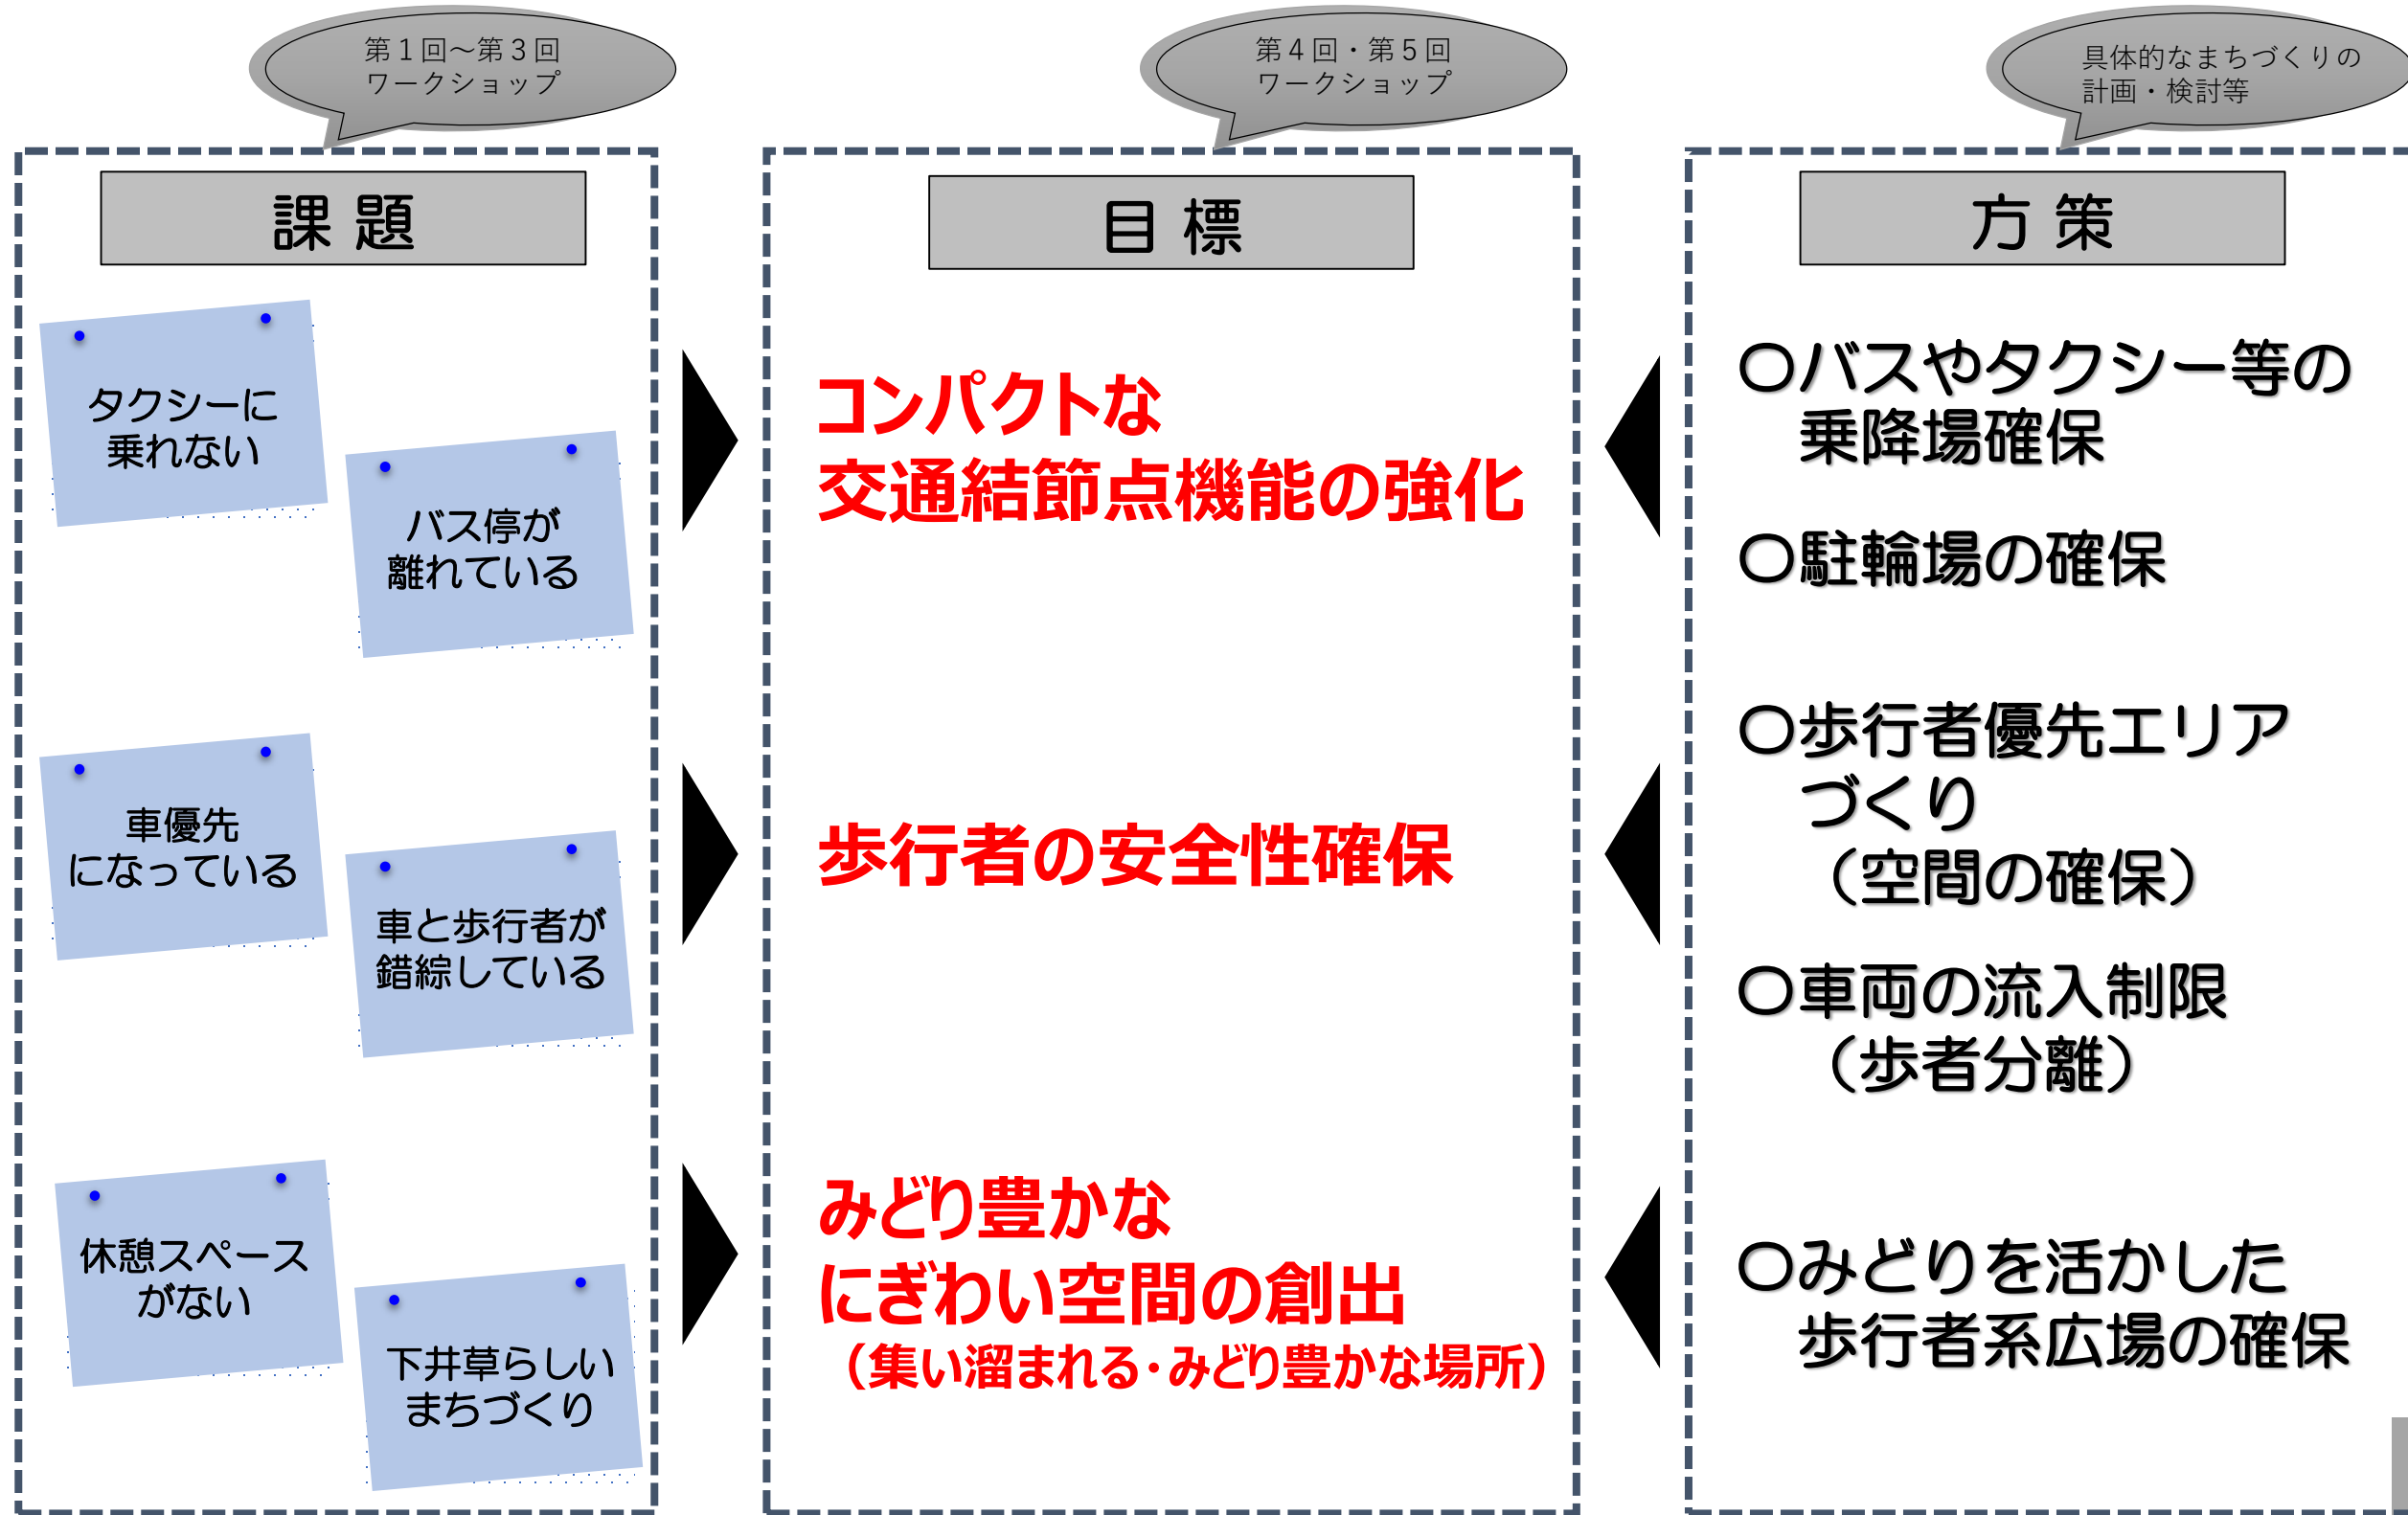 第１回～第３回
ワークショップ
課 題
タクシーに
乗れない
バス停が
離れている
車優先
になっている
車と歩行者が
錯綜している
休憩スペース
がない
下井草らしい
まちづくり
第４回・第５回
ワークショップ
目 標
コンパクトな
交通結節点機能の強化
歩行者の安全性確保
みどり豊かな
にぎわい空間の創出
（集い溜まれる・みどり豊かな場所）
具体的なまちづくりの
計画・検討等
方 策
〇バスやタクシー等の
乗降場確保
〇駐輪場の確保
〇歩行者優先エリア
づくり
（空間の確保）
〇車両の流入制限
（歩者分離）
〇みどりを活かした
歩行者系広場の確保